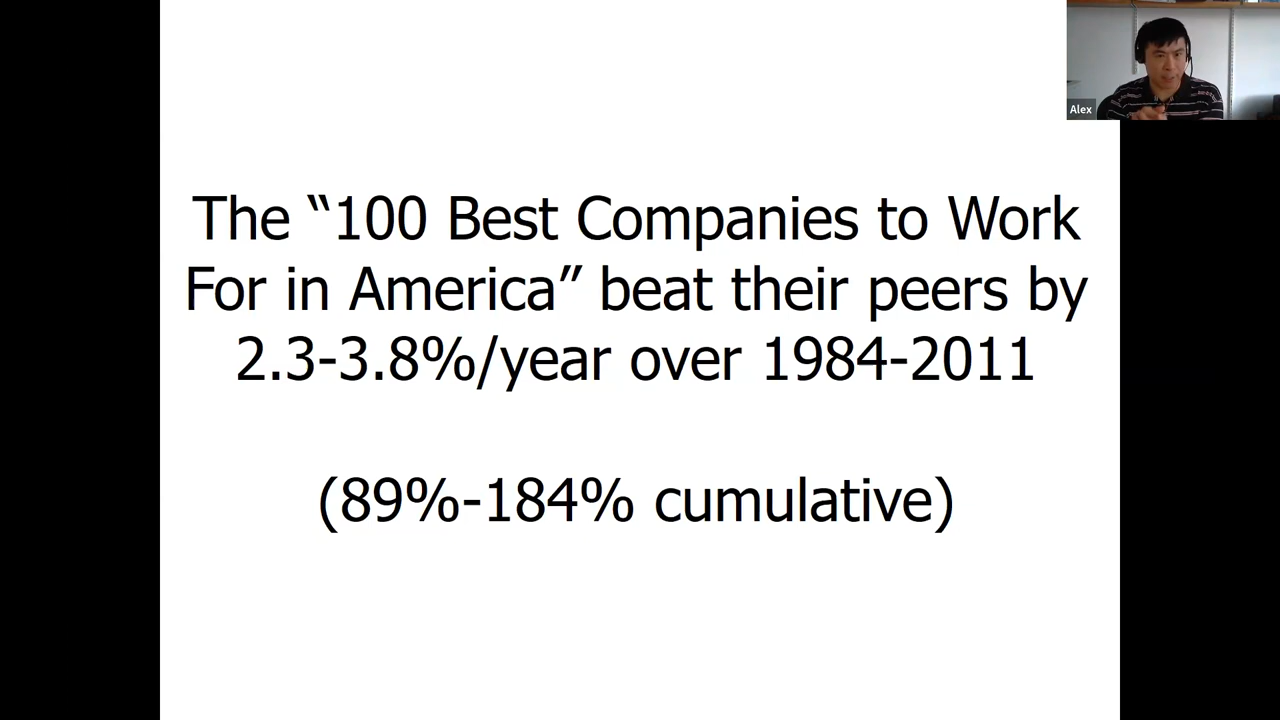 Alex
The “100 Best Companies to Work
For in America” beat their peers by
2.3-3.8%/year over 1984-2011
(89%-184% cumulative)